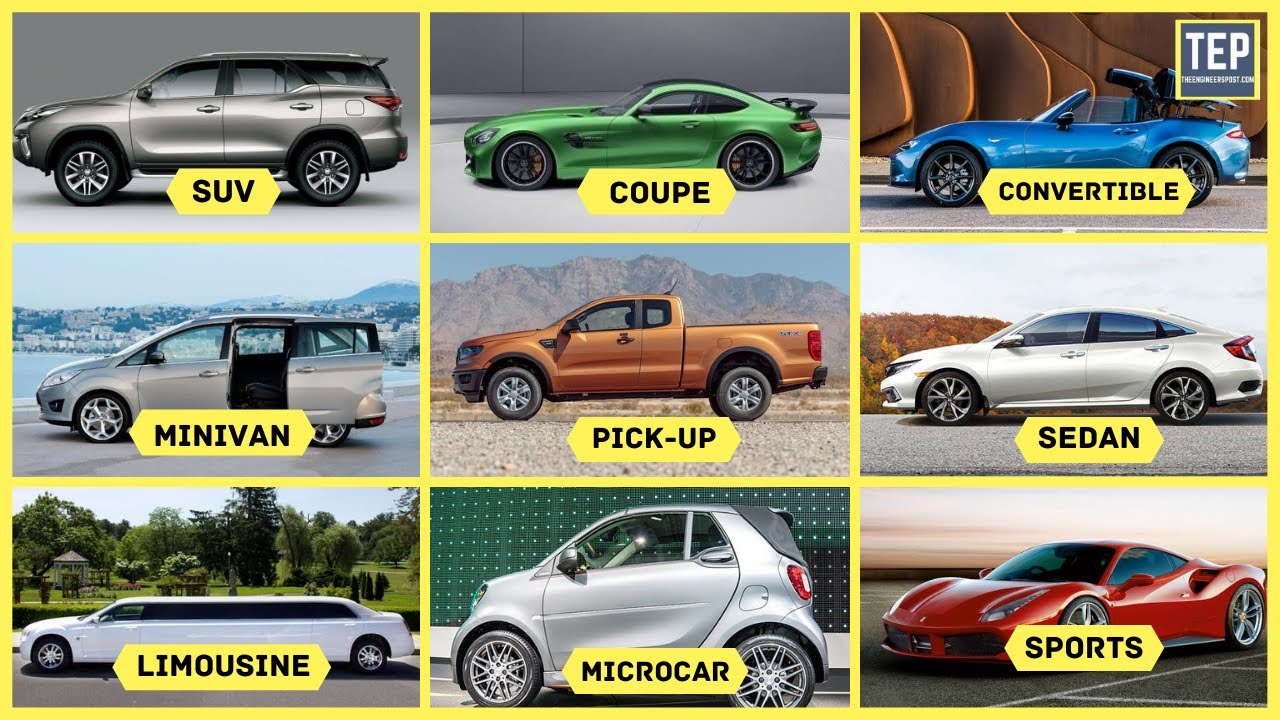 TEP
THEENGINEERSPOST.COM
SUV
COUPE
CONVERTIBLE
MINIVAN
PICK-UP
SEDAN
LIMOUSINE
MICROCAR
SPORTS